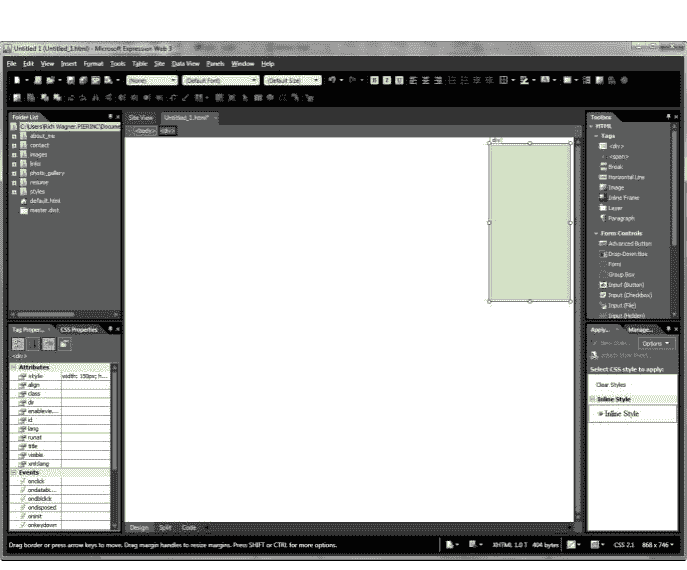 Untitled 1 (Untitled_1.html) - Microsoft Expression Web 3
File Edit View Insert Format Tools Table Site Data View Panels Window Help
(None) (Default Font) (Default Size)
Folder List
C:\Users\Rich Wagner.PIERINC\Docume
about_me
contact
images
links
photo_gallery
resume
styles
default.html
master.dwt
Site View Untitled_1.html*
<body> <div>
div
Toolbox
HTML
Tags
<div>
<span>
Break
Horizontal Line
Image
Inline Frame
Layer
Paragraph
Form Controls
Advanced Button
Drop-Down Box
Form
Group Box
Input (Button)
Input (Checkbox)
Input (File)
Input (Hidden)
Tag Proper... CSS Properties
<div>
Attributes
style width: 150px; h...
align
class
dir
enablevie...
id
lang
runat
title
visible
xml:lang
Events
onclick
ondatabi...
ondblclick
ondisposed
oninit
onkeydown
Apply... Manage...
New Style... Options
Attach Style Sheet...
Select CSS style to apply:
Clear Styles
Inline Style
Inline Style
Design Split Code
Drag border or press arrow keys to move. Drag margin handles to resize margins. Press SHIFT or CTRL for more options.
XHTML 1.0 T 404 bytes CSS 2.1 868 x 746